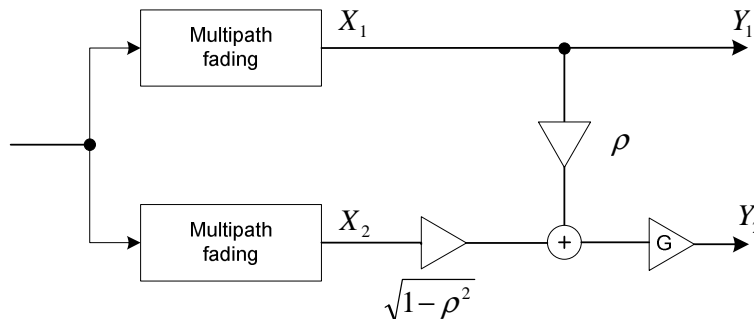 X₁
Y₁
Multipath
fading
ρ
X₂
Multipath
fading
+
G
√1−ρ²